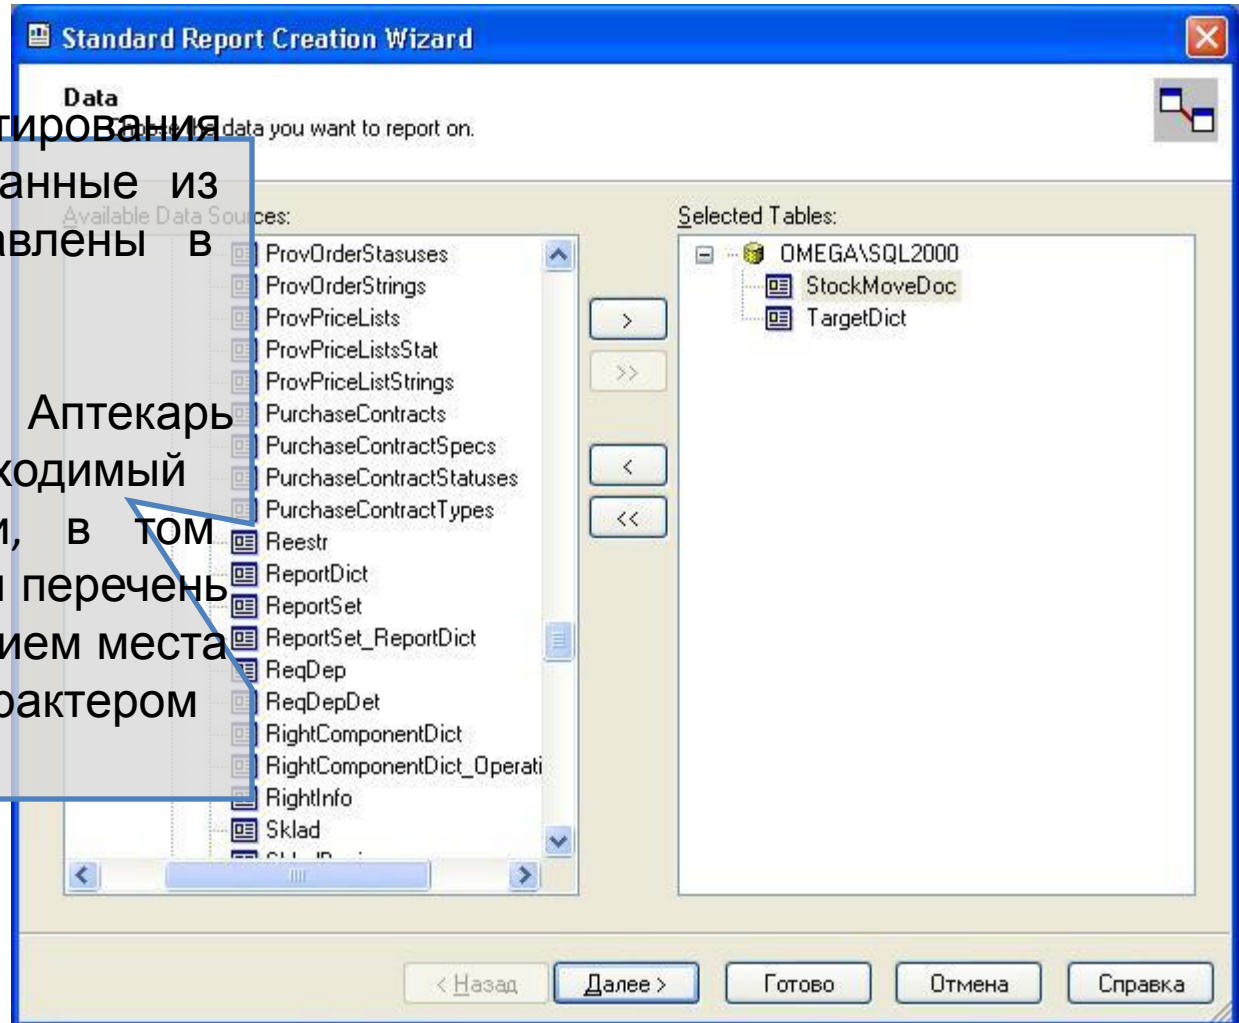 Standard Report Creation Wizard
Data
Choose the data you want to report on.
тирования
анные из
авлены в
Аптекарь
ходимый
и, в том
и перечень
ием места
рактером
Available Data Sources:
ProvOrderStasuses
ProvOrderStrings
ProvPriceLists
ProvPriceListsStat
ProvPriceListStrings
PurchaseContracts
PurchaseContractSpecs
PurchaseContractStatuses
PurchaseContractTypes
Reestr
ReportDict
ReportSet
ReportSet_ReportDict
ReqDep
ReqDepDet
RightComponentDict
RightComponentDict_Operati
RightInfo
Sklad
>
>>
<
<<
Selected Tables:
OMEGA\SQL2000
StockMoveDoc
TargetDict
< Назад
Далее >
Готово
Отмена
Справка